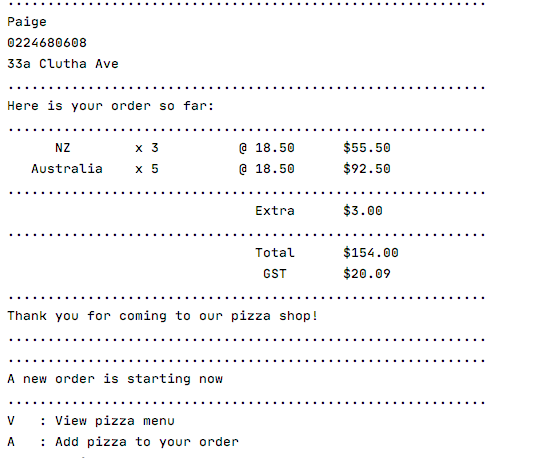 ............................................................
Paige
0224680608
33a Clutha Ave
............................................................
Here is your order so far:
............................................................
NZ x 3 @ 18.50 $55.50
Australia x 5 @ 18.50 $92.50
............................................................
Extra $3.00
............................................................
Total $154.00
GST $20.09
............................................................
Thank you for coming to our pizza shop!
............................................................
............................................................
A new order is starting now
............................................................
V : View pizza menu
A : Add pizza to your order